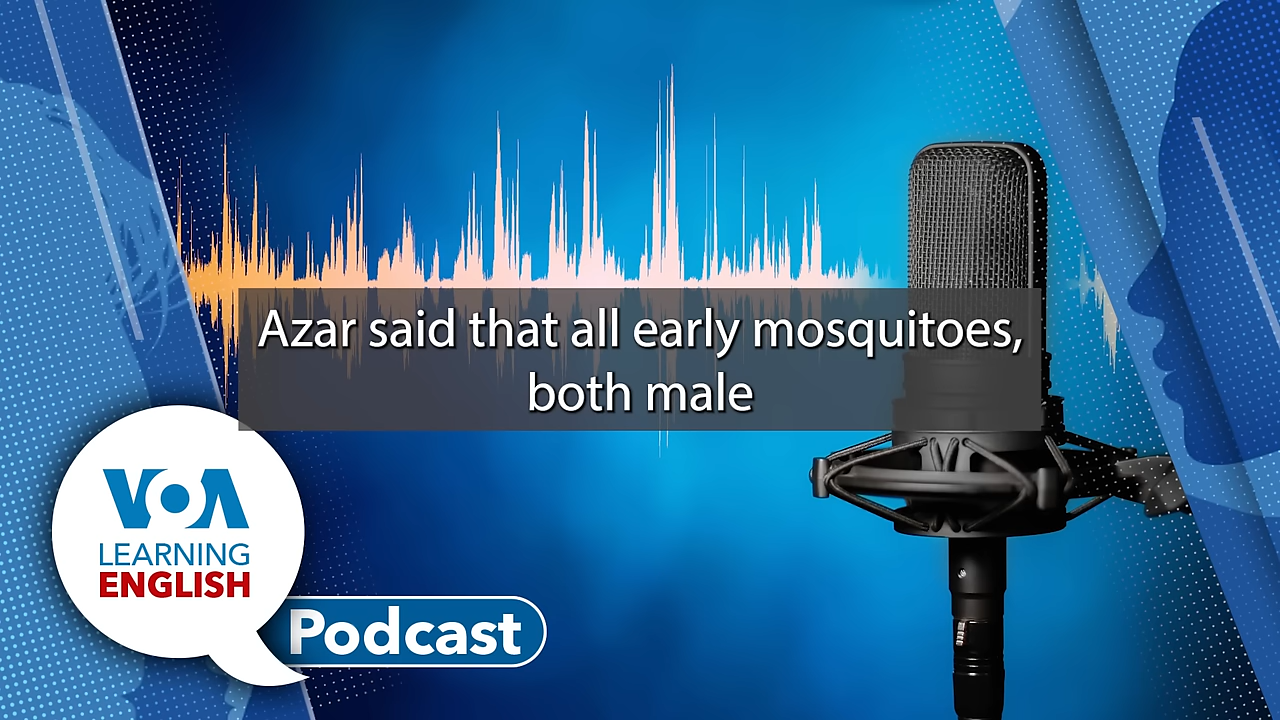 Azar said that all early mosquitoes,
both male
VOA
LEARNING
ENGLISH
Podcast